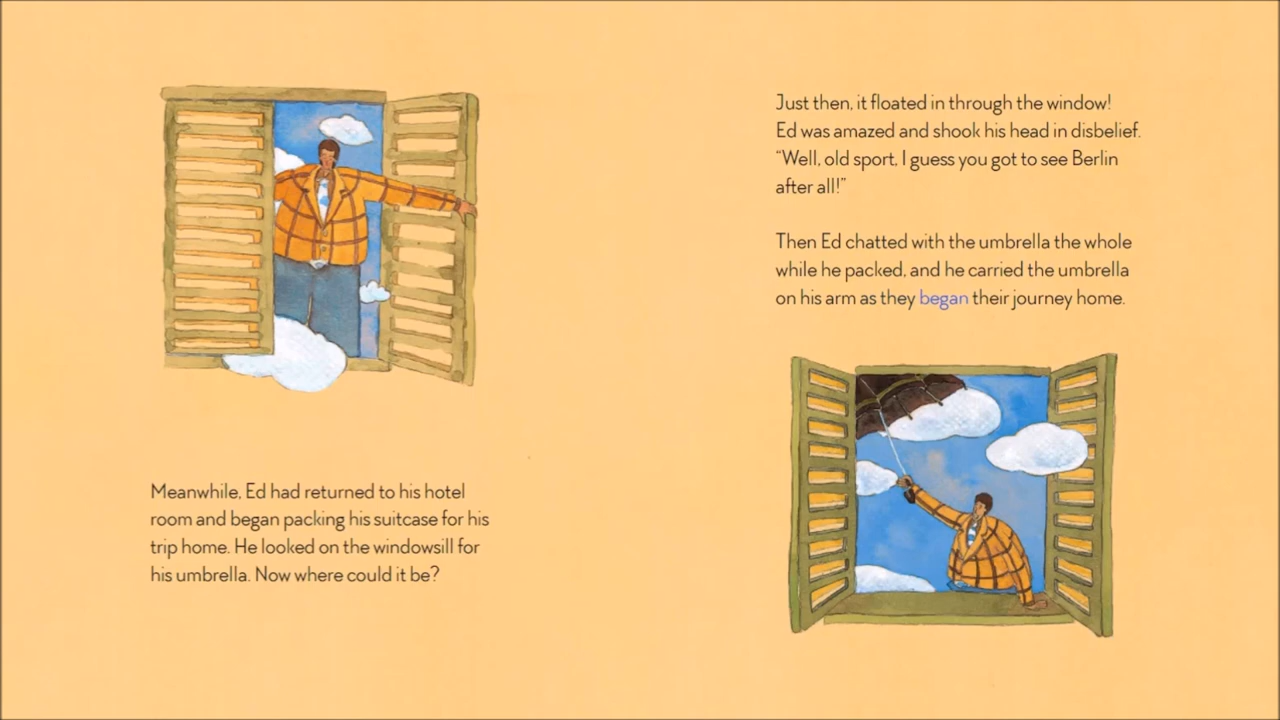 Meanwhile, Ed had returned to his hotel
room and began packing his suitcase for his
trip home. He looked on the windowsill for
his umbrella. Now where could it be?
Just then, it floated in through the window!
Ed was amazed and shook his head in disbelief.
“Well, old sport, I guess you got to see Berlin
after all!”
Then Ed chatted with the umbrella the whole
while he packed, and he carried the umbrella
on his arm as they began their journey home.